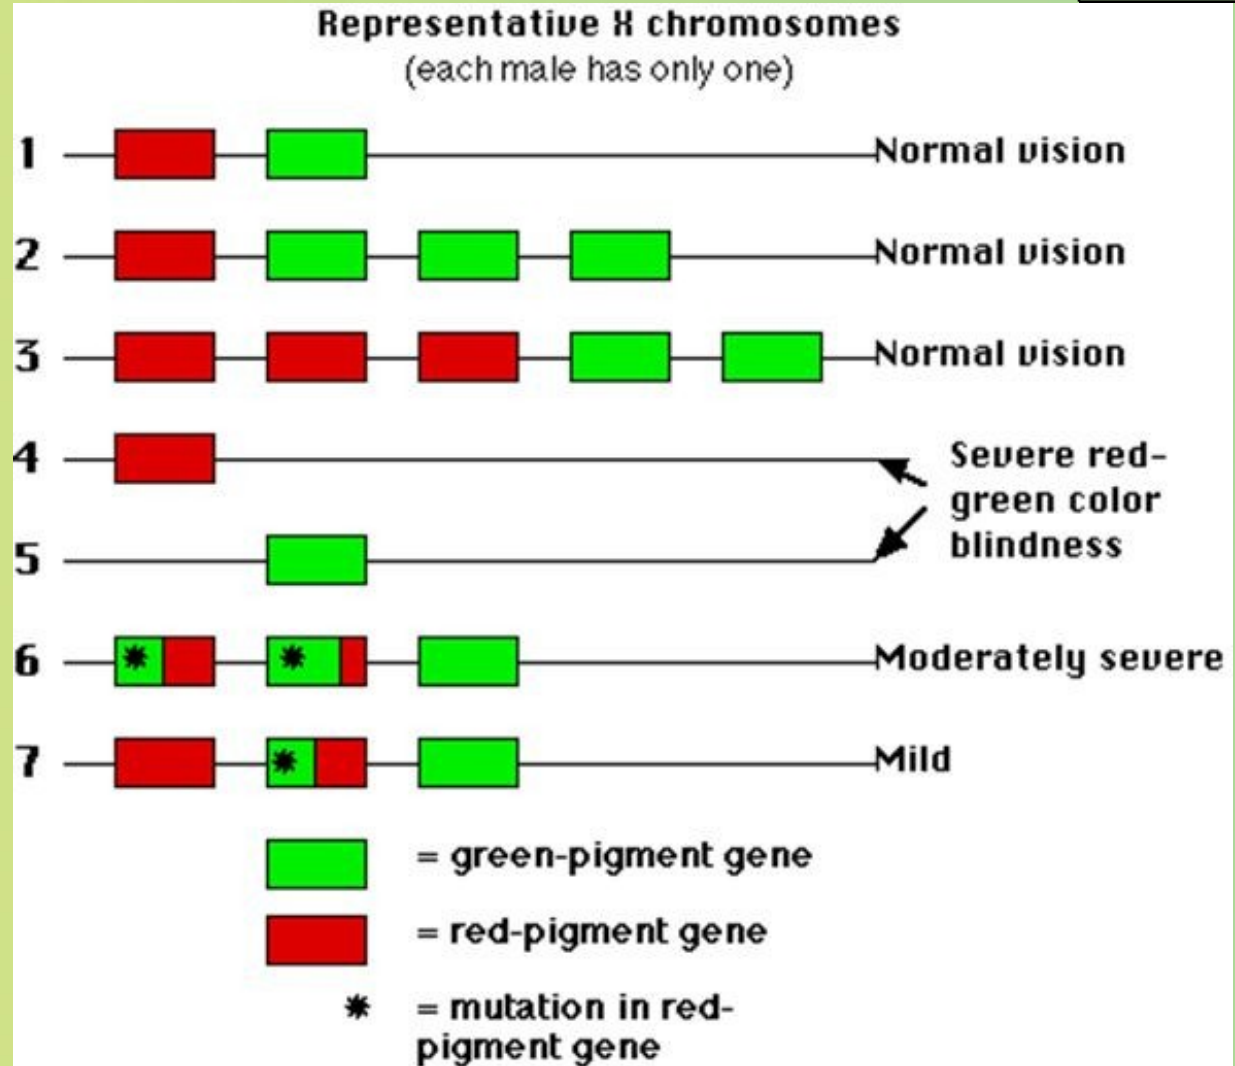 Representative X chromosomes
(each male has only one)
1 Normal vision
2 Normal vision
3 Normal vision
4 Severe red-
green color
5 blindness
6 Moderately severe
7 Mild
= green-pigment gene
= red-pigment gene
* = mutation in red-
pigment gene